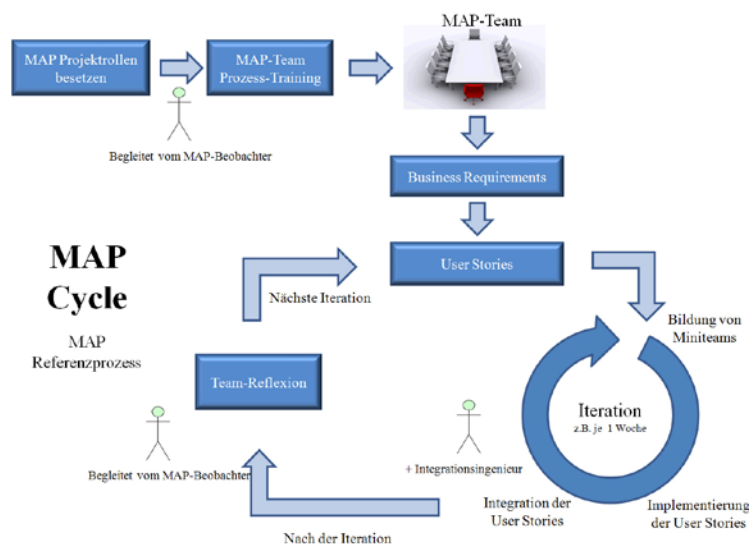 MAP-Team
MAP Projektrollen
besetzen
MAP-Team
Prozess-Training
Begleitet vom MAP-Beobachter
Business Requirements
User Stories
MAP
Cycle
MAP
Referenzprozess
Nächste Iteration
Bildung von
Miniteams
Team-Reflexion
Iteration
z.B. je 1 Woche
Begleitet vom MAP-Beobachter
+ Integrationsingenieur
Integration der
User Stories
Implementierung
der User Stories
Nach der Iteration